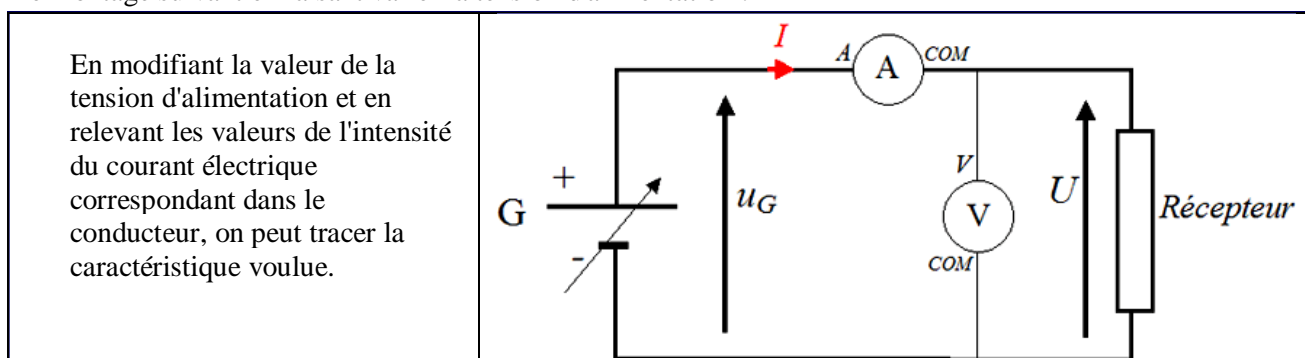 En modifiant la valeur de la
tension d'alimentation et en
relevant les valeurs de l'intensité
du courant électrique
correspondant dans le
conducteur, on peut tracer la
caractéristique voulue.
I
A
A
COM
+
G
-
u_G
V
V
COM
U
Récepteur